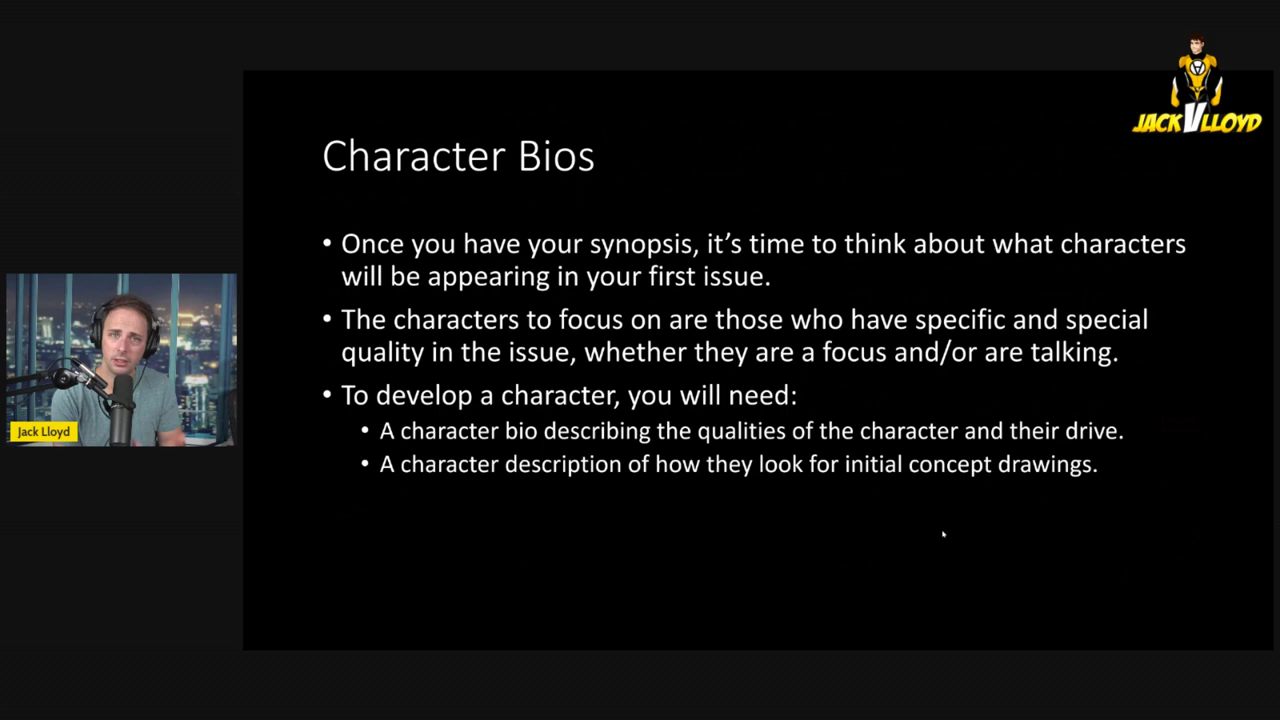 JACK V LLOYD
Character Bios
• Once you have your synopsis, it’s time to think about what characters
will be appearing in your first issue.
• The characters to focus on are those who have specific and special
quality in the issue, whether they are a focus and/or are talking.
• To develop a character, you will need:
• A character bio describing the qualities of the character and their drive.
• A character description of how they look for initial concept drawings.
Jack Lloyd